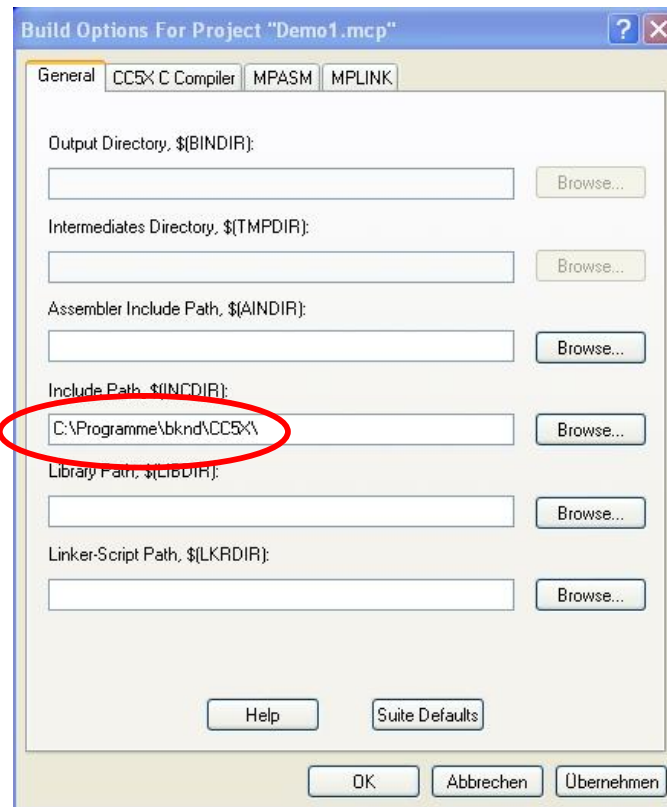 Build Options For Project "Demo1.mcp"
General CC5X C Compiler MPASM MPLINK
Output Directory, $(BINDIR):
Browse...
Intermediates Directory, $(TMPDIR):
Browse...
Assembler Include Path, $(AINDIR):
Browse...
Include Path, $(INCDIR):
C:\Programme\bknd\CC5X\ Browse...
Library Path, $(LIBDIR):
Browse...
Linker-Script Path, $(LKRDIR):
Browse...
Help Suite Defaults
OK Abbrechen Übernehmen